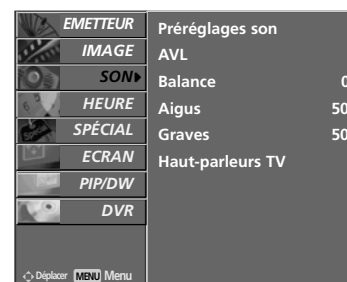 EMETTEUR
IMAGE
SON
HEURE
SPÉCIAL
ECRAN
PIP/DW
DVR
Déplacer MENU Menu
Préréglages son
AVL
Balance 0
Aigus 50
Graves 50
Haut-parleurs TV